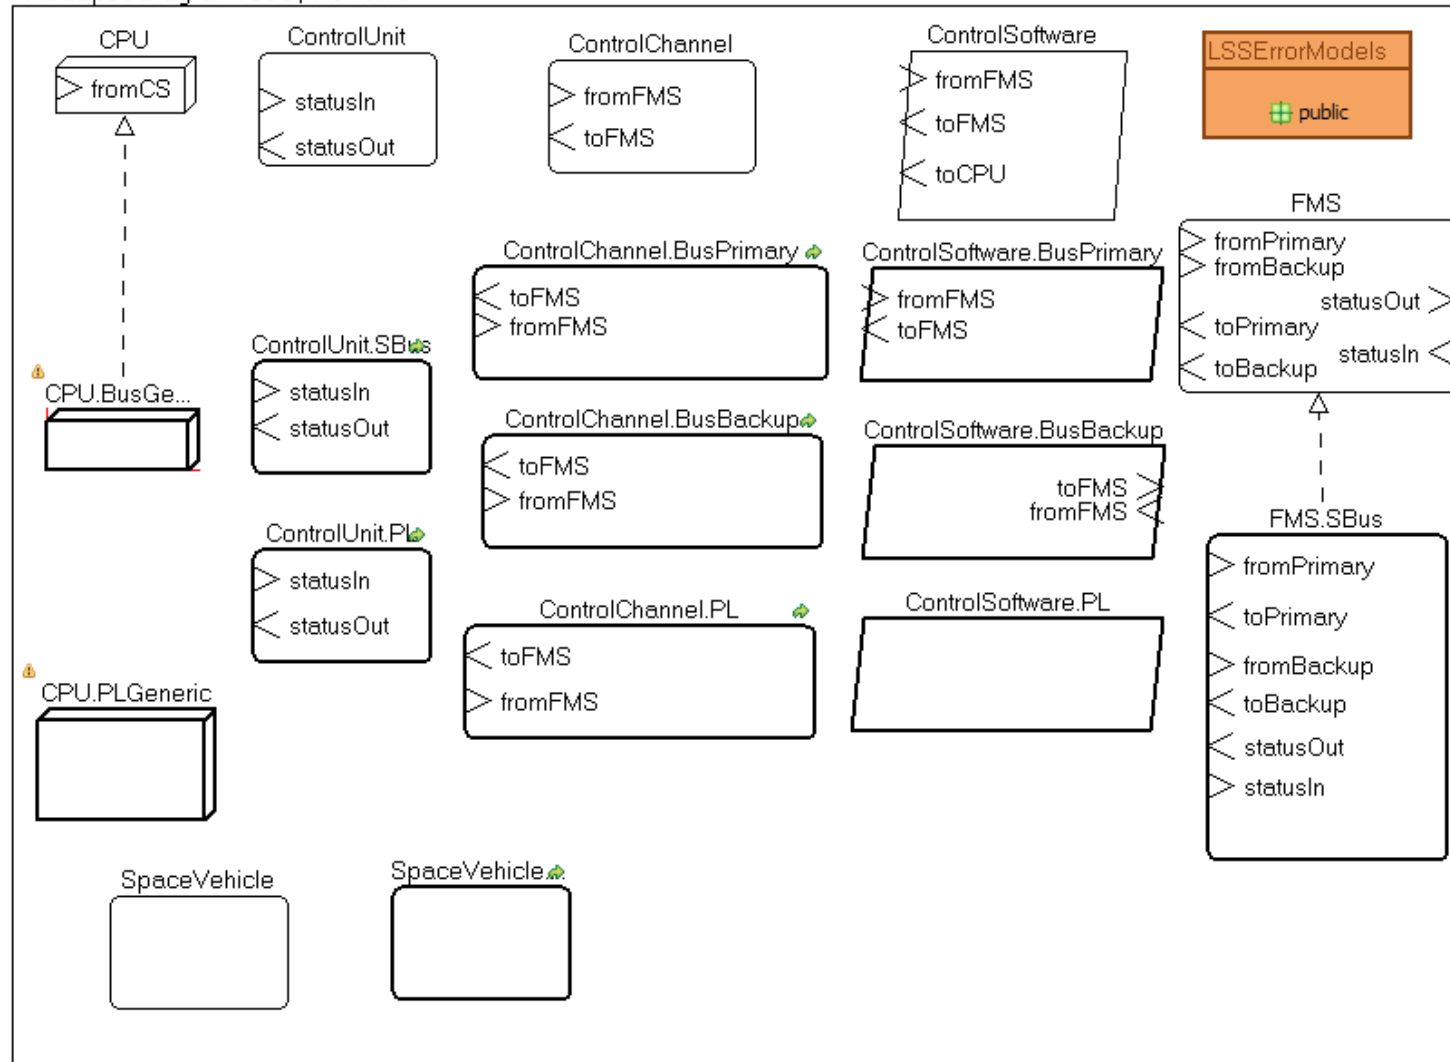 CPU
fromCS
ControlUnit
statusIn
statusOut
ControlChannel
fromFMS
toFMS
ControlSoftware
fromFMS
toFMS
toCPU
LSSErrorModels
public
FMS
fromPrimary
fromBackup
statusOut
toPrimary
statusIn
toBackup
ControlChannel.BusPrimary
toFMS
fromFMS
ControlSoftware.BusPrimary
fromFMS
toFMS
CPU.BusGe...
ControlUnit.SBus
statusIn
statusOut
ControlChannel.BusBackup
toFMS
fromFMS
ControlSoftware.BusBackup
toFMS
fromFMS
FMS.SBus
fromPrimary
toPrimary
fromBackup
toBackup
statusOut
statusIn
ControlUnit.PL
statusIn
statusOut
ControlChannel.PL
toFMS
fromFMS
ControlSoftware.PL
CPU.PLGeneric
SpaceVehicle
SpaceVehicle